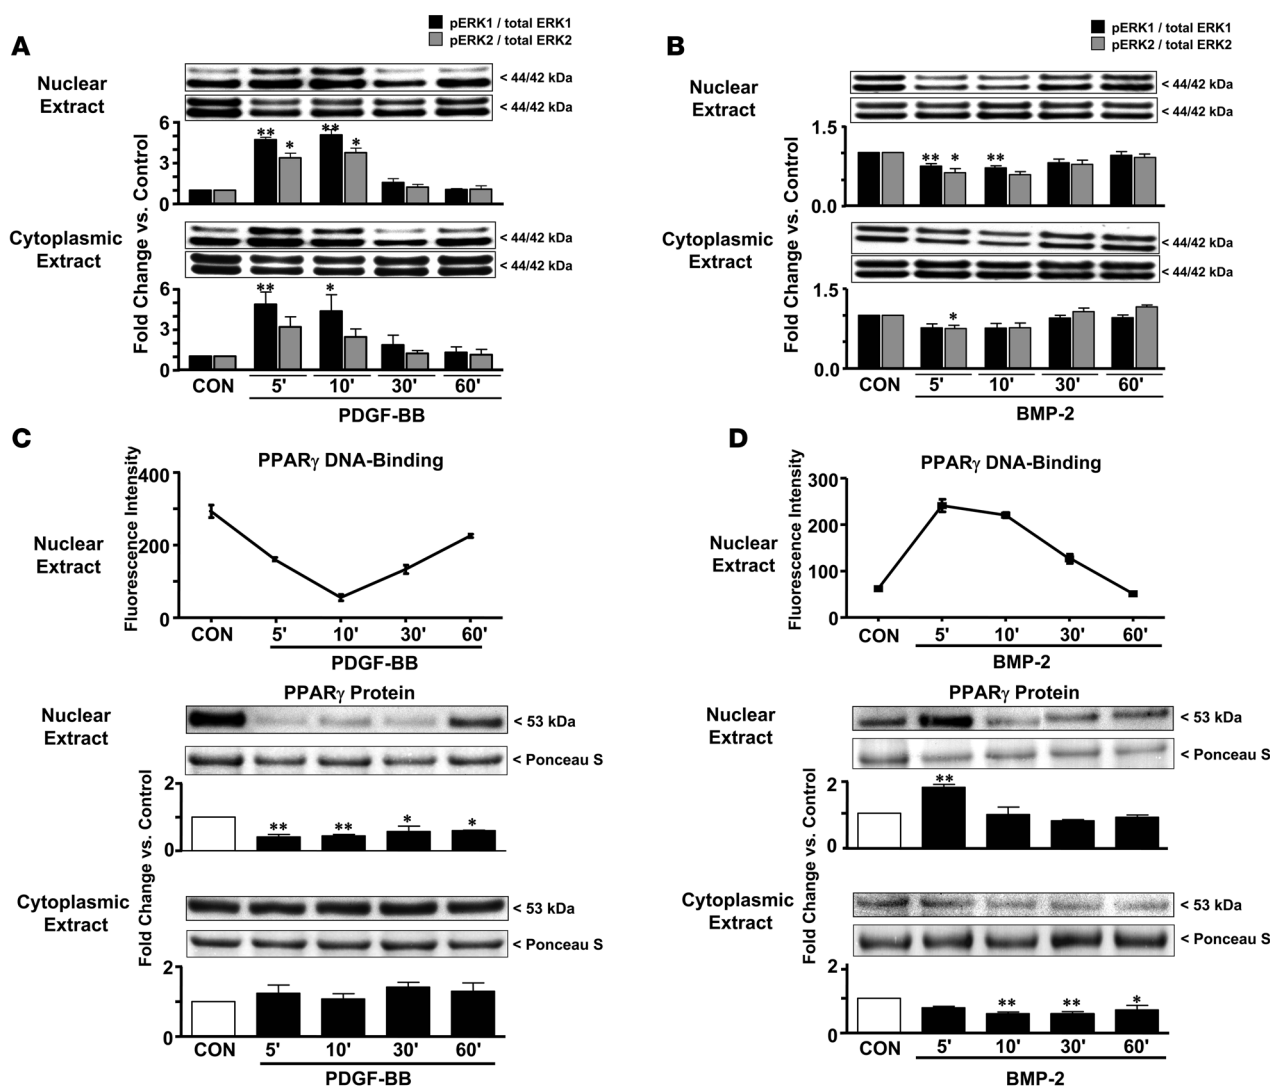 A
pERK1 / total ERK1
pERK2 / total ERK2
Nuclear
Extract
< 44/42 kDa
< 44/42 kDa
Fold Change vs. Control
6
3
0
**
*
**
*
Cytoplasmic
Extract
< 44/42 kDa
< 44/42 kDa
6
3
0
**
*
CON
5'
10'
30'
60'
PDGF-BB
B
pERK1 / total ERK1
pERK2 / total ERK2
Nuclear
Extract
< 44/42 kDa
< 44/42 kDa
Fold Change vs. Control
1.5
0.0
**
*
**
Cytoplasmic
Extract
< 44/42 kDa
< 44/42 kDa
1.5
0.0
*
CON
5'
10'
30'
60'
BMP-2
C
PPARγ DNA-Binding
Nuclear
Extract
Fluorescence Intensity
400
200
0
CON
5'
10'
30'
60'
PDGF-BB
PPARγ Protein
Nuclear
Extract
< 53 kDa
< Ponceau S
Fold Change vs. Control
2
1
0
**
**
*
*
Cytoplasmic
Extract
< 53 kDa
< Ponceau S
2
1
0
CON
5'
10'
30'
60'
PDGF-BB
D
PPARγ DNA-Binding
Nuclear
Extract
Fluorescence Intensity
300
200
100
0
CON
5'
10'
30'
60'
BMP-2
PPARγ Protein
Nuclear
Extract
< 53 kDa
< Ponceau S
Fold Change vs. Control
2
1
0
**
Cytoplasmic
Extract
< 53 kDa
< Ponceau S
2
1
0
**
**
*
CON
5'
10'
30'
60'
BMP-2